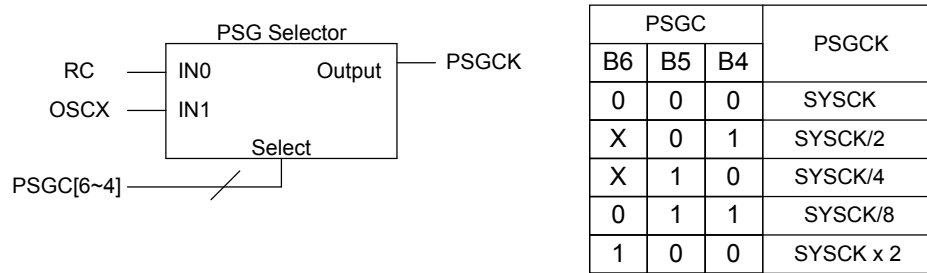 PSG Selector
RC IN0 Output PSGCK
OSCX IN1
Select
PSGC[6~4]
PSGC PSGCK
B6 B5 B4
0 0 0 SYSCK
X 0 1 SYSCK/2
X 1 0 SYSCK/4
0 1 1 SYSCK/8
1 0 0 SYSCK x 2